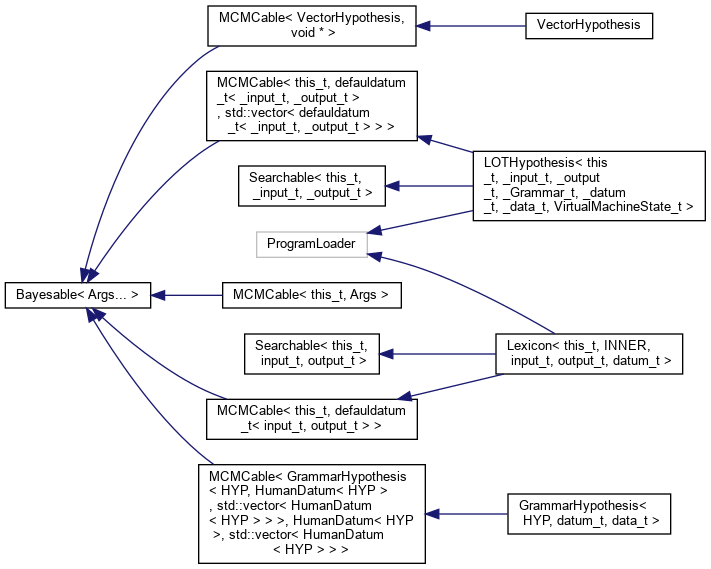 MCMCable< VectorHypothesis,
void * >
VectorHypothesis
MCMCable< this_t, defauldatum
_t< _input_t, _output_t >
, std::vector< defauldatum
_t< _input_t, _output_t > > >
LOTHypothesis< this
_t, _input_t, _output
_t, _Grammar_t, _datum
_t, _data_t, VirtualMachineState_t >
Searchable< this_t,
_input_t, _output_t >
ProgramLoader
Bayesable< Args... >
MCMCable< this_t, Args >
Searchable< this_t,
input_t, output_t >
Lexicon< this_t, INNER,
input_t, output_t, datum_t >
MCMCable< this_t, defauldatum
_t< input_t, output_t > >
MCMCable< GrammarHypothesis
< HYP, HumanDatum< HYP >
, std::vector< HumanDatum
< HYP > > >, HumanDatum< HYP
>, std::vector< HumanDatum
< HYP > > >
GrammarHypothesis<
HYP, datum_t, data_t >